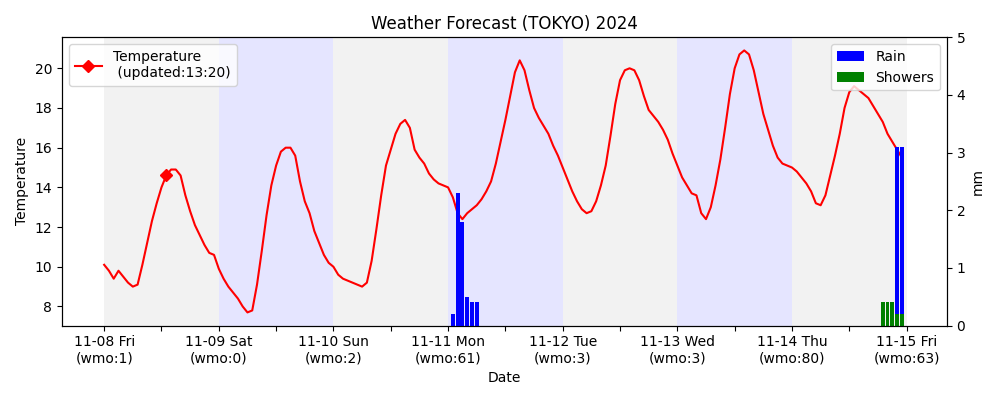 Weather Forecast (TOKYO) 2024
Temperature
(updated:13:20)
Rain
Showers
Temperature
20
18
16
14
12
10
8
5
4
3
2
1
0
mm
11-08 Fri
(wmo:1)
11-09 Sat
(wmo:0)
11-10 Sun
(wmo:2)
11-11 Mon
(wmo:61)
11-12 Tue
(wmo:3)
11-13 Wed
(wmo:3)
11-14 Thu
(wmo:80)
11-15 Fri
(wmo:63)
Date